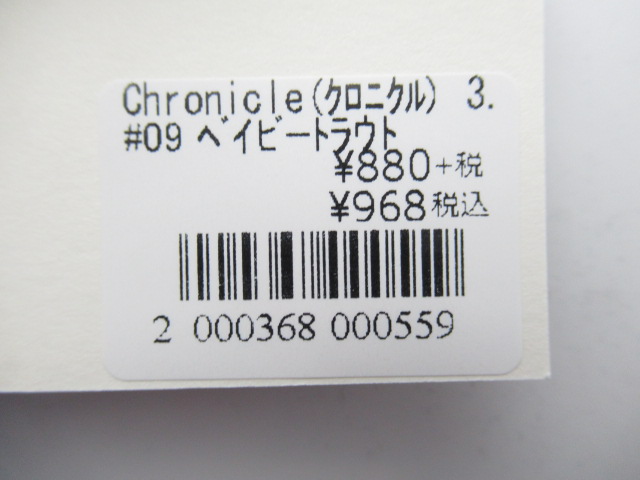 Chronicle(クロニクル) 3.
#09 ベイビートラウト
¥880+税
¥968税込
2 000368 000559